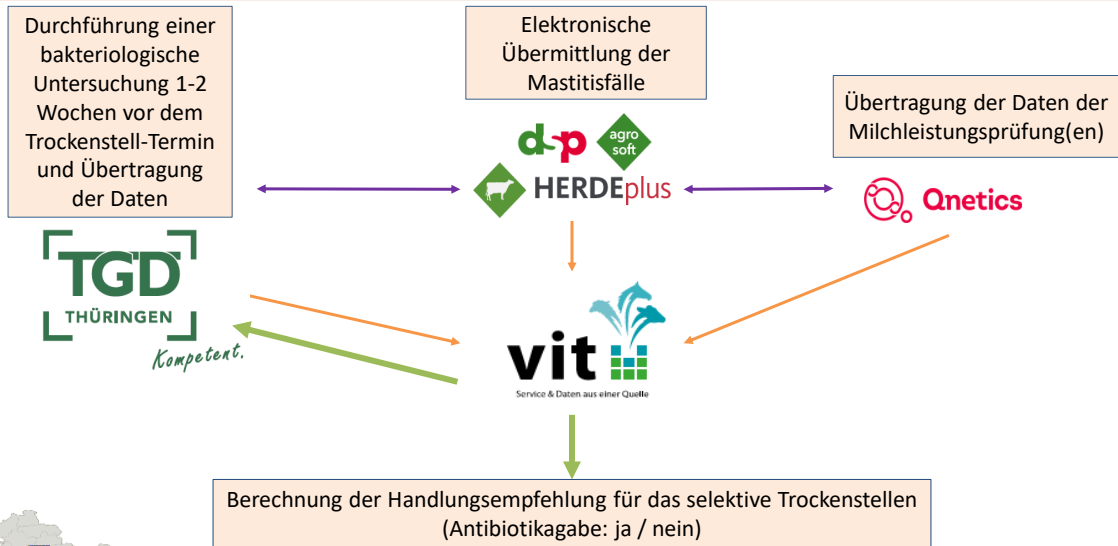 Durchführung einer
bakteriologische
Untersuchung 1-2
Wochen vor dem
Trockenstell-Termin
und Übertragung
der Daten
Elektronische
Übermittlung der
Mastitisfälle
Übertragung der Daten der
Milchleistungsprüfung(en)
dsp
agro
soft
HERDEplus
Qnetics
TGD
THÜRINGEN
Kompetent.
vit
Service & Daten aus einer Quelle
Berechnung der Handlungsempfehlung für das selektive Trockenstellen
(Antibiotikagabe: ja / nein)